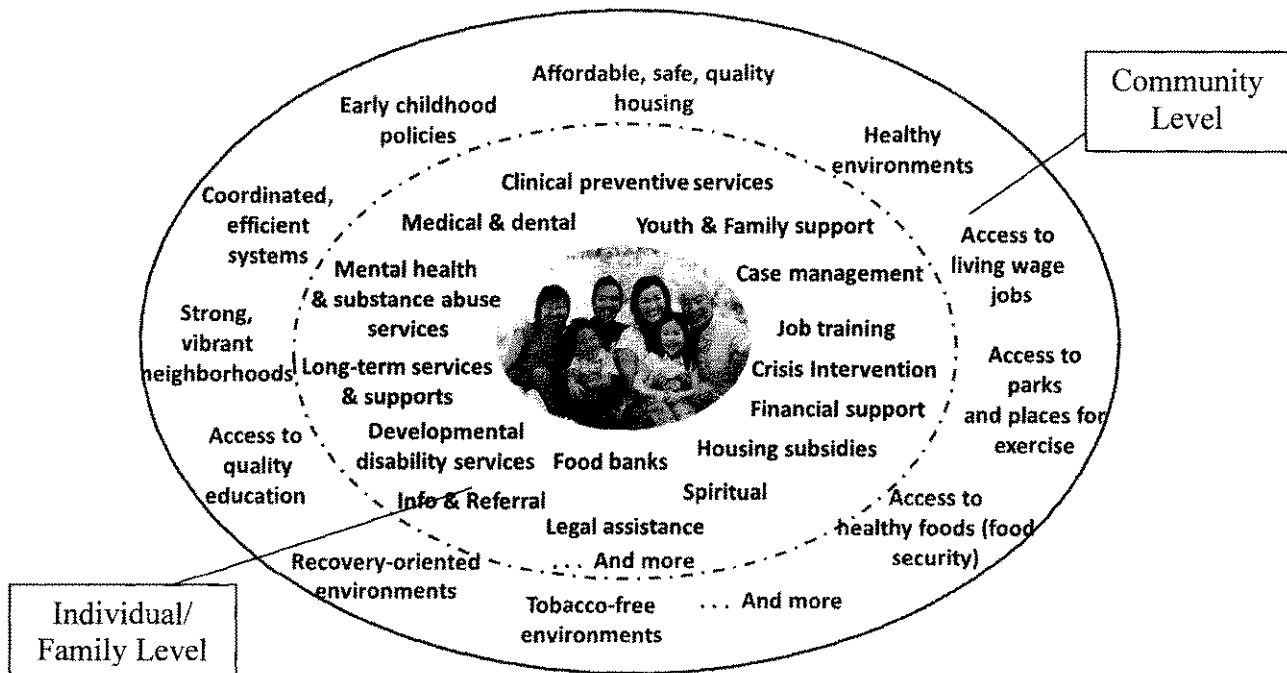 Affordable, safe, quality
housing
Early childhood
policies
Healthy
environments
Community
Level
Coordinated,
efficient
systems
Clinical preventive services
Medical & dental
Youth & Family support
Access to
living wage
jobs
Mental health
& substance abuse
services
Case management
Strong,
vibrant
neighborhoods
Job training
Long-term services
& supports
Crisis Intervention
Access to
parks
and places for
exercise
Financial support
Access to
quality
education
Developmental
disability services
Food banks
Housing subsidies
Info & Referral
Spiritual
Access to
healthy foods (food
security)
Legal assistance
... And more
Recovery-oriented
environments
Tobacco-free
environments
... And more
Individual/
Family Level